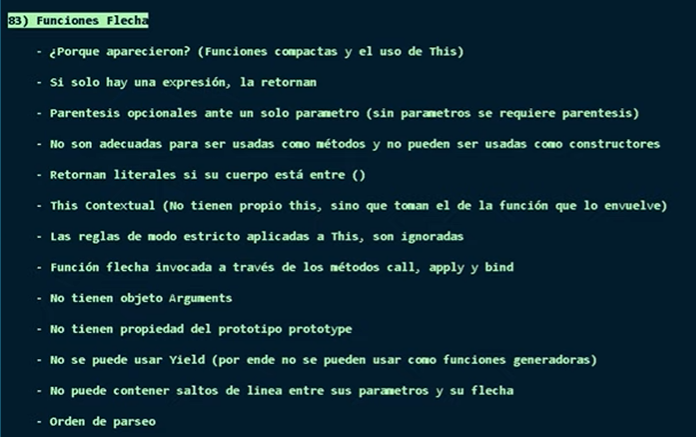 83) Funciones Flecha
- ¿Porque aparecieron? (Funciones compactas y el uso de This)
- Si solo hay una expresión, la retornan
- Parentesis opcionales ante un solo parametro (sin parametros se requiere parentesis)
- No son adecuadas para ser usadas como métodos y no pueden ser usadas como constructores
- Retornan literales si su cuerpo está entre ()
- This Contextual (No tienen propio this, sino que toman el de la función que lo envuelve)
- Las reglas de modo estricto aplicadas a This, son ignoradas
- Función flecha invocada a través de los métodos call, apply y bind
- No tienen objeto Arguments
- No tienen propiedad del prototipo prototype
- No se puede usar Yield (por ende no se pueden usar como funciones generadoras)
- No puede contener saltos de linea entre sus parametros y su flecha
- Orden de parseo